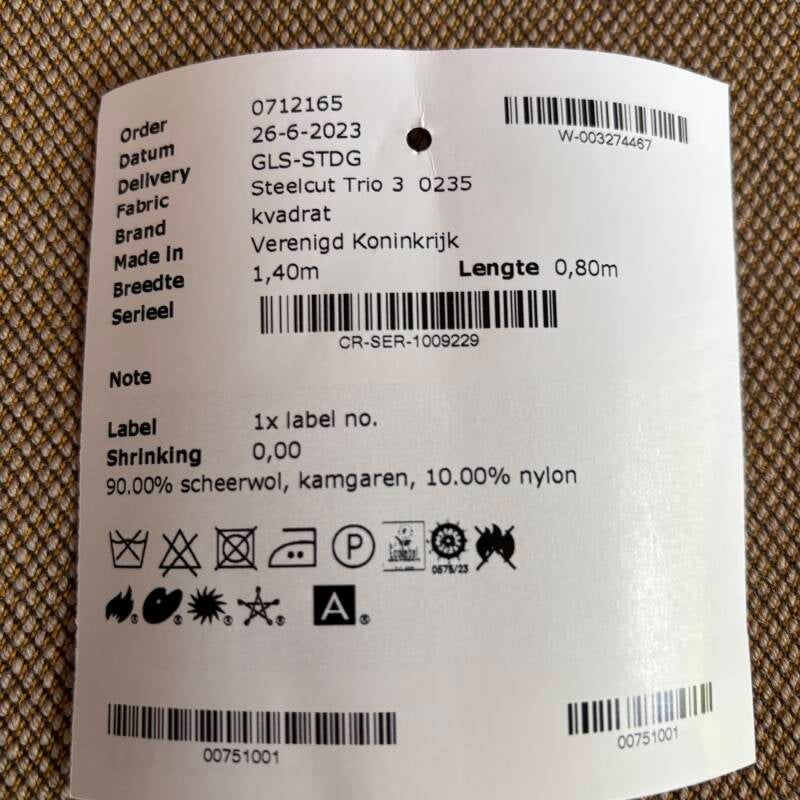 Order 0712165
W-003274467
Datum 26-6-2023
Delivery GLS-STDG
Fabric Steelcut Trio 3 0235
Brand kvadrat
Made in Verenigd Koninkrijk
Breedte 1,40m Lengte 0,80m
Serieel
CR-SER-1009229
Note
Label 1x label no.
Shrinking 0,00
90.00% scheerwol, kamgaren, 10.00% nylon
P
0575/23
® ® ® ® A ®
00751001
00751001